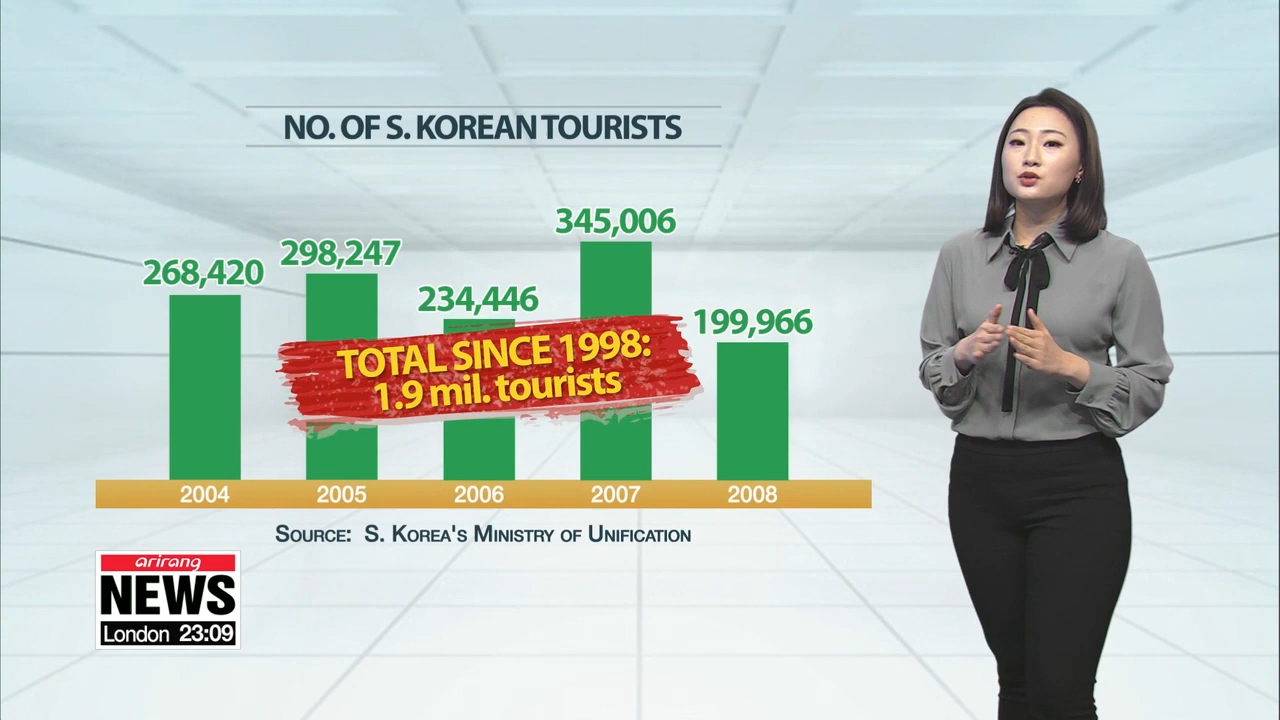 NO. OF S. KOREAN TOURISTS
345,006
298,247
268,420
234,446
199,966
TOTAL SINCE 1998:
1.9 mil. tourists
2004 2005 2006 2007 2008
SOURCE: S. KOREA'S MINISTRY OF UNIFICATION
arirang
NEWS
London 23:09